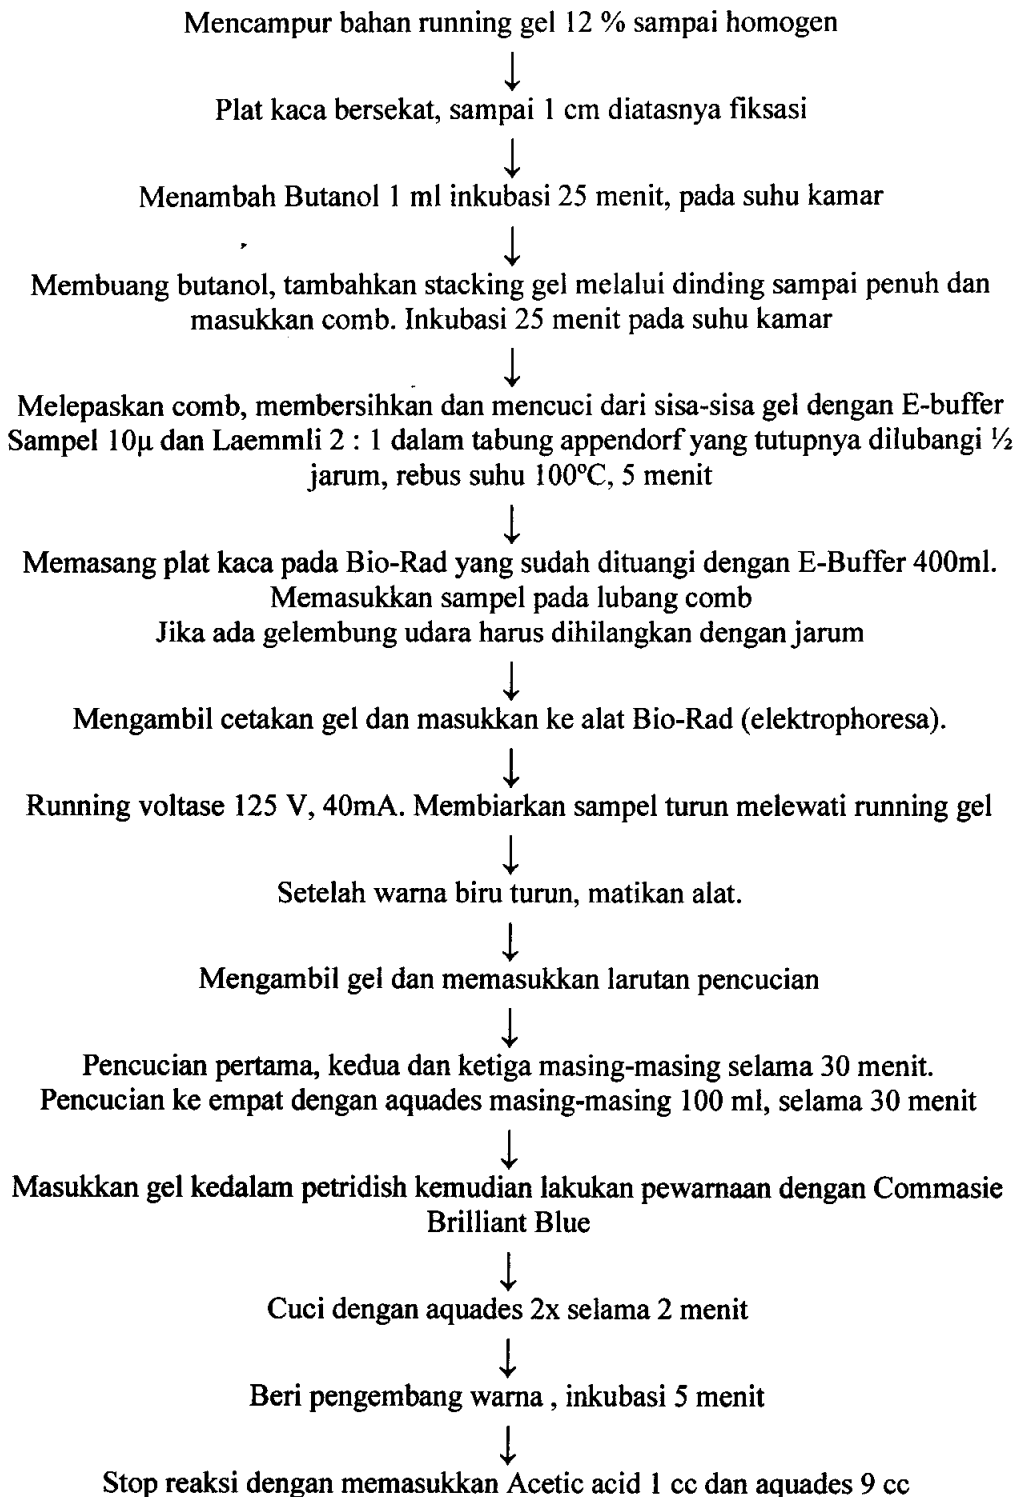 Mencampur bahan running gel 12 % sampai homogen
↓
Plat kaca bersekat, sampai 1 cm diatasnya fiksasi
↓
Menambah Butanol 1 ml inkubasi 25 menit, pada suhu kamar
↓
Membuang butanol, tambahkan stacking gel melalui dinding sampai penuh dan
masukkan comb. Inkubasi 25 menit pada suhu kamar
↓
Melepaskan comb, membersihkan dan mencuci dari sisa-sisa gel dengan E-buffer
Sampel 10μ dan Laemmli 2 : 1 dalam tabung appendorf yang tutupnya dilubangi ½
jarum, rebus suhu 100ºC, 5 menit
↓
Memasang plat kaca pada Bio-Rad yang sudah dituangi dengan E-Buffer 400ml.
Memasukkan sampel pada lubang comb
Jika ada gelembung udara harus dihilangkan dengan jarum
↓
Mengambil cetakan gel dan masukkan ke alat Bio-Rad (elektrophoresa).
↓
Running voltase 125 V, 40mA. Membiarkan sampel turun melewati running gel
↓
Setelah warna biru turun, matikan alat.
↓
Mengambil gel dan memasukkan larutan pencucian
↓
Pencucian pertama, kedua dan ketiga masing-masing selama 30 menit.
Pencucian ke empat dengan aquades masing-masing 100 ml, selama 30 menit
↓
Masukkan gel kedalam petridish kemudian lakukan pewarnaan dengan Commasie
Brilliant Blue
↓
Cuci dengan aquades 2x selama 2 menit
↓
Beri pengembang warna , inkubasi 5 menit
↓
Stop reaksi dengan memasukkan Acetic acid 1 cc dan aquades 9 cc